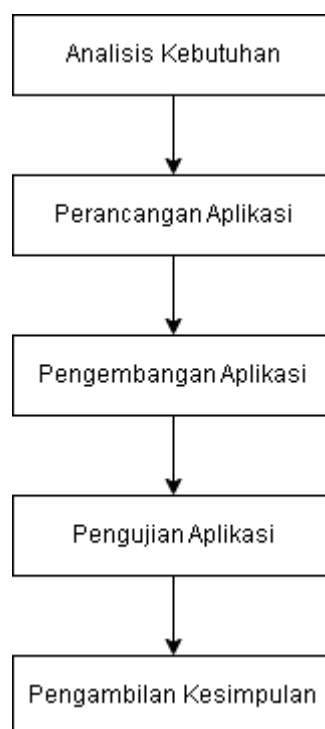 Analisis Kebutuhan
Perancangan Aplikasi
Pengembangan Aplikasi
Pengujian Aplikasi
Pengambilan Kesimpulan